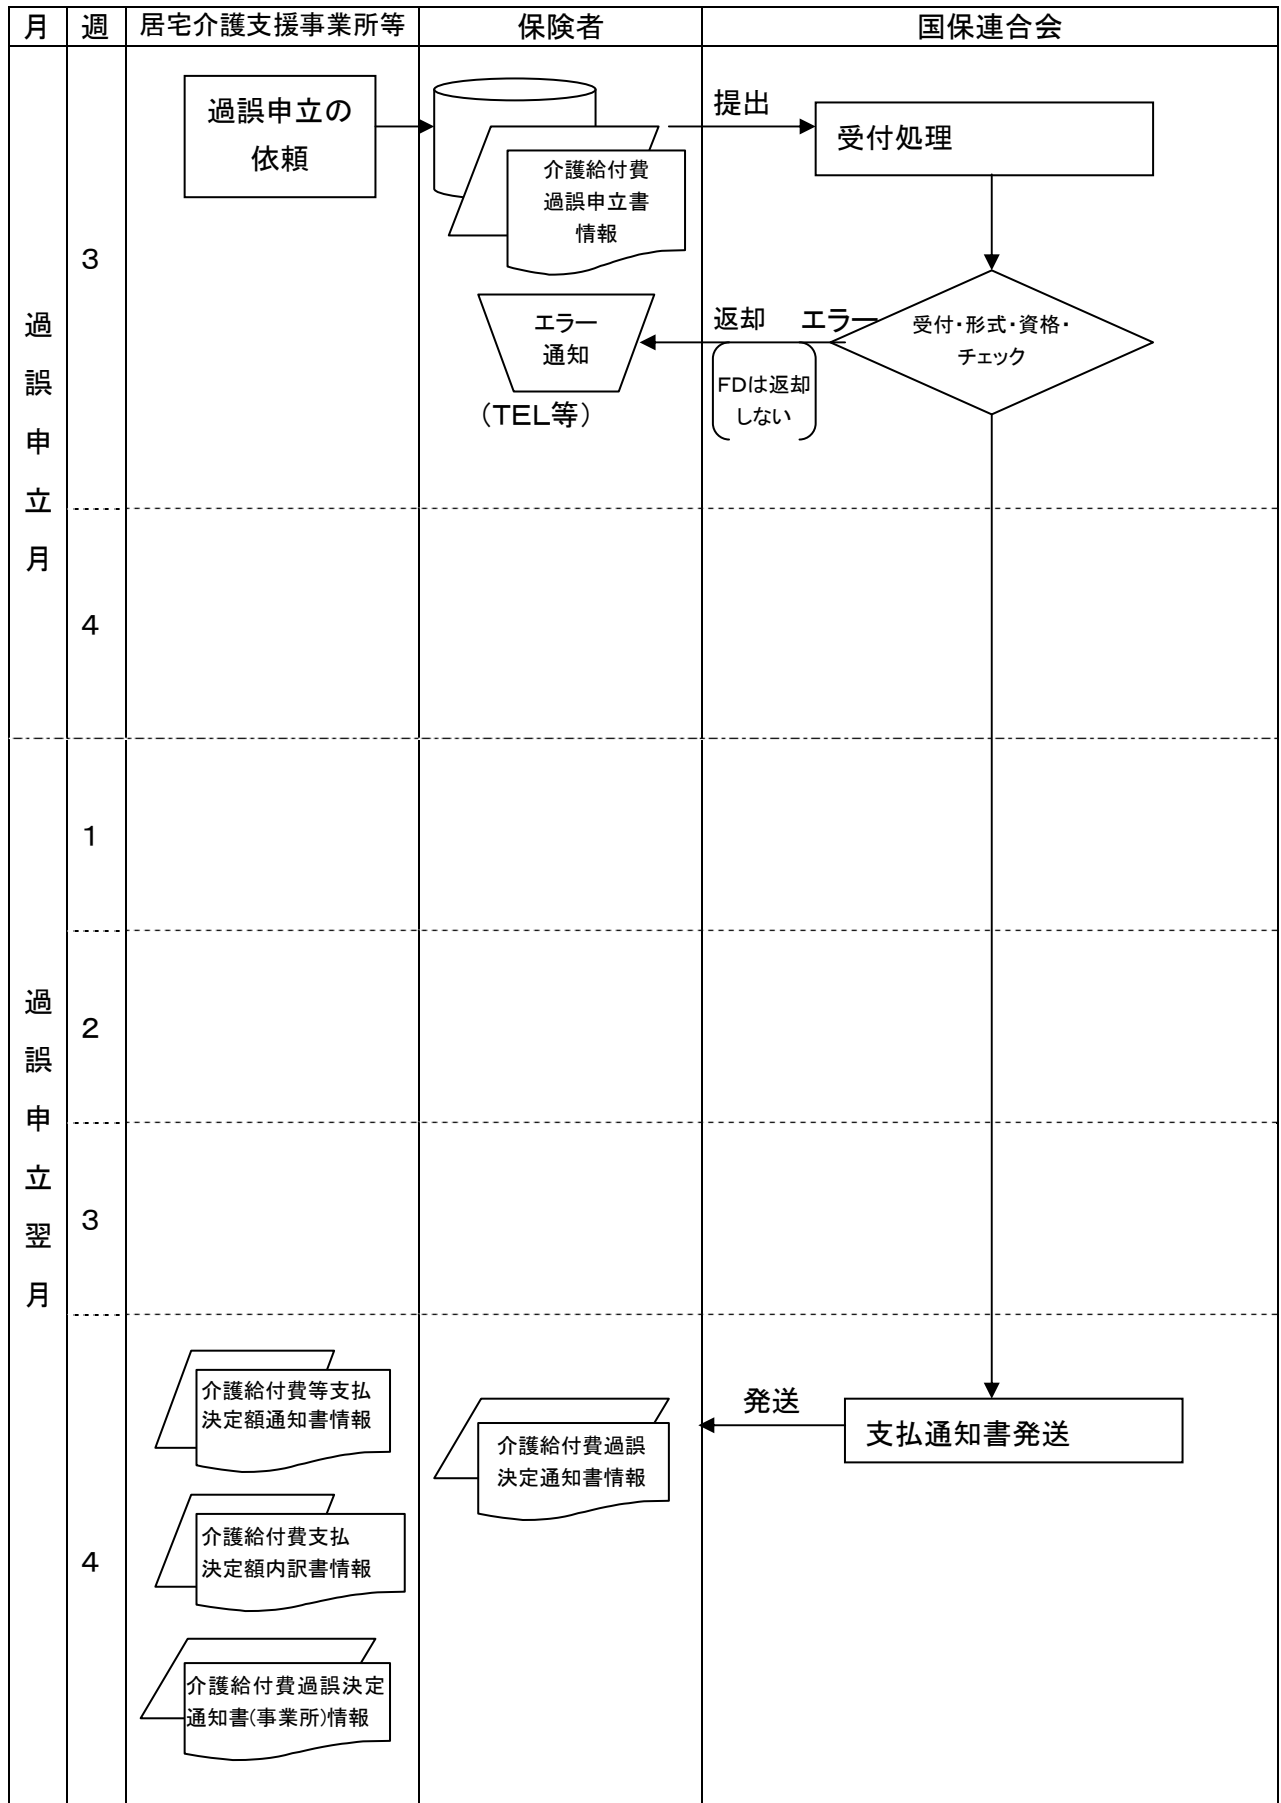 月 週 居宅介護支援事業所等 保険者 国保連合会
過誤申立月
3
過誤申立の
依頼
介護給付費
過誤申立書
情報
提出
受付処理
エラー
通知
（TEL等）
返却 エラー
FDは返却
しない
受付・形式・資格・
チェック
4
過誤申立翌月
1
2
3
4
介護給付費等支払
決定額通知書情報
介護給付費支払
決定額内訳書情報
介護給付費過誤決定
通知書(事業所)情報
介護給付費過誤
決定通知書情報
発送
支払通知書発送